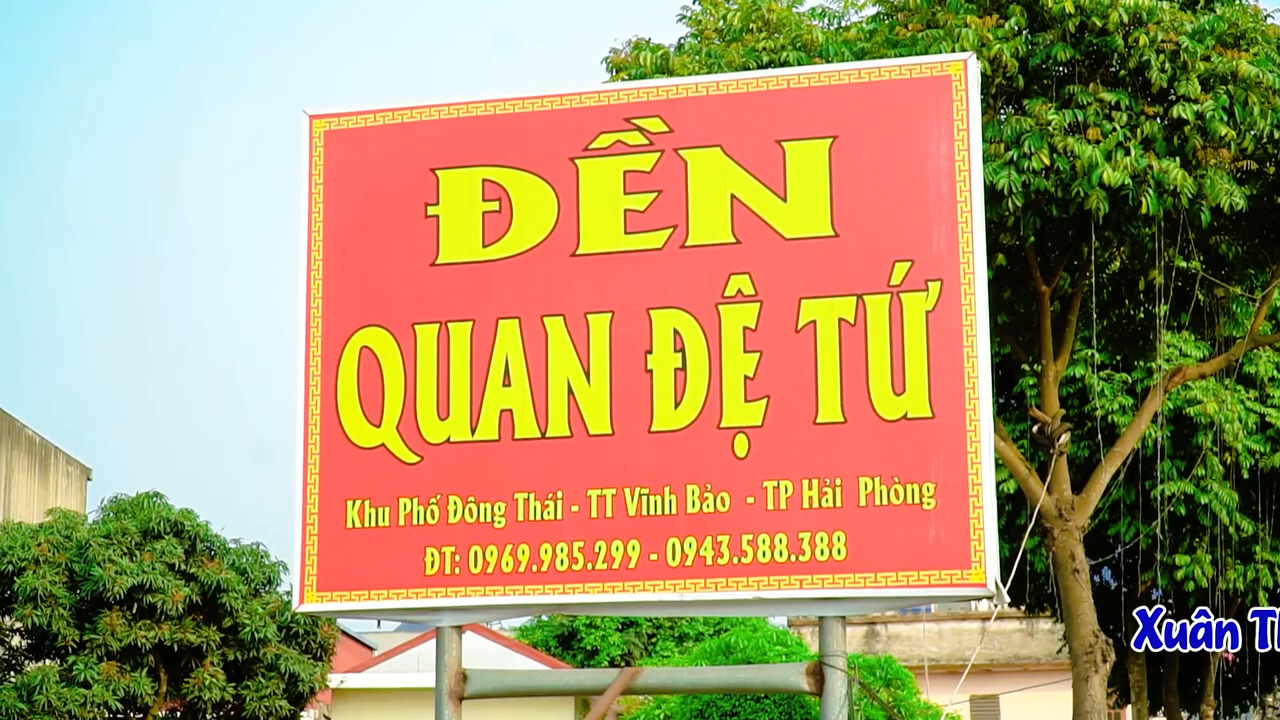 ĐỀN
QUAN ĐỆ TỨ
Khu Phố Đông Thái - TT Vĩnh Bảo - TP Hải Phòng
ĐT: 0969.985.299 - 0943.588.388
Xuân